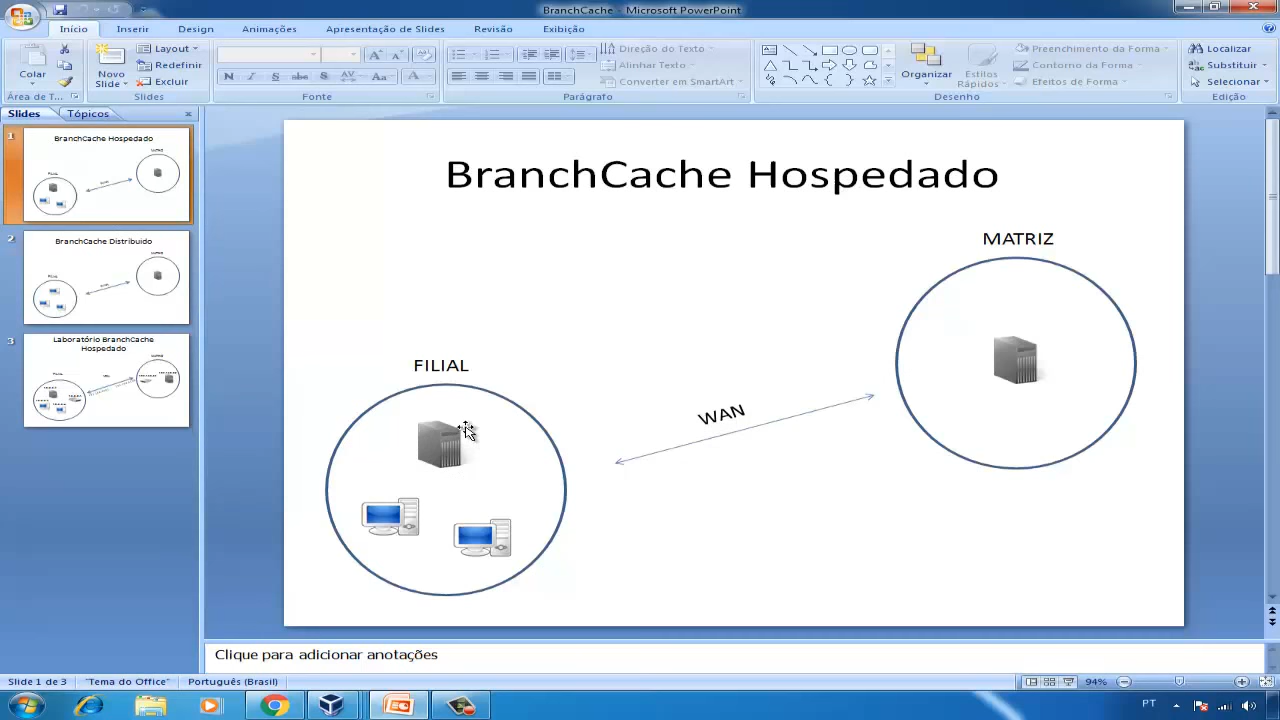 BranchCache - Microsoft PowerPoint
Início
Inserir
Design
Animações
Apresentação de Slides
Revisão
Exibição
Colar
Área de T...
Novo
Slide
Layout
Redefinir
Excluir
Slides
Fonte
Direção do Texto
Alinhar Texto
Converter em SmartArt
Parágrafo
Organizar
Estilos
Rápidos
Preenchimento da Forma
Contorno da Forma
Efeitos de Forma
Desenho
Localizar
Substituir
Selecionar
Edição
Slides
Tópicos
1
BranchCache Hospedado
2
BranchCache Distribuido
3
Laboratório BranchCache
Hospedado
BranchCache Hospedado
MATRIZ
FILIAL
WAN
Clique para adicionar anotações
Slide 1 de 3
"Tema do Office"
Português (Brasil)
94%
PT